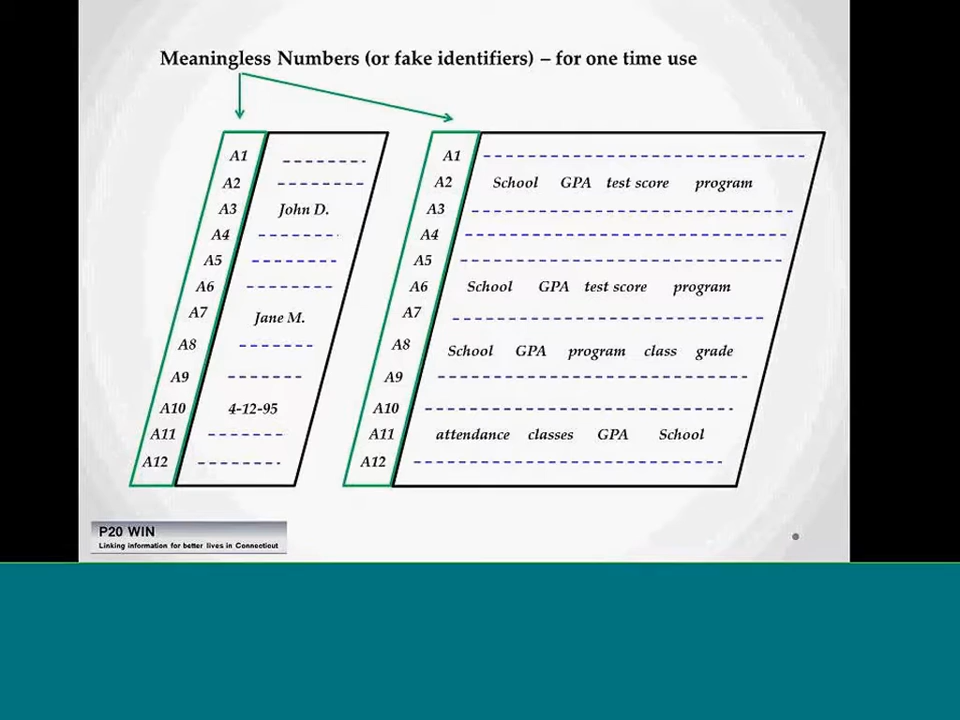 Meaningless Numbers (or fake identifiers) – for one time use
A1
A2
A3 John D.
A4
A5
A6
A7 Jane M.
A8
A9
A10 4-12-95
A11
A12
A1
A2 School GPA test score program
A3
A4
A5
A6 School GPA test score program
A7
A8 School GPA program class grade
A9
A10
A11 attendance classes GPA School
A12
P20 WIN
Linking information for better lives in Connecticut